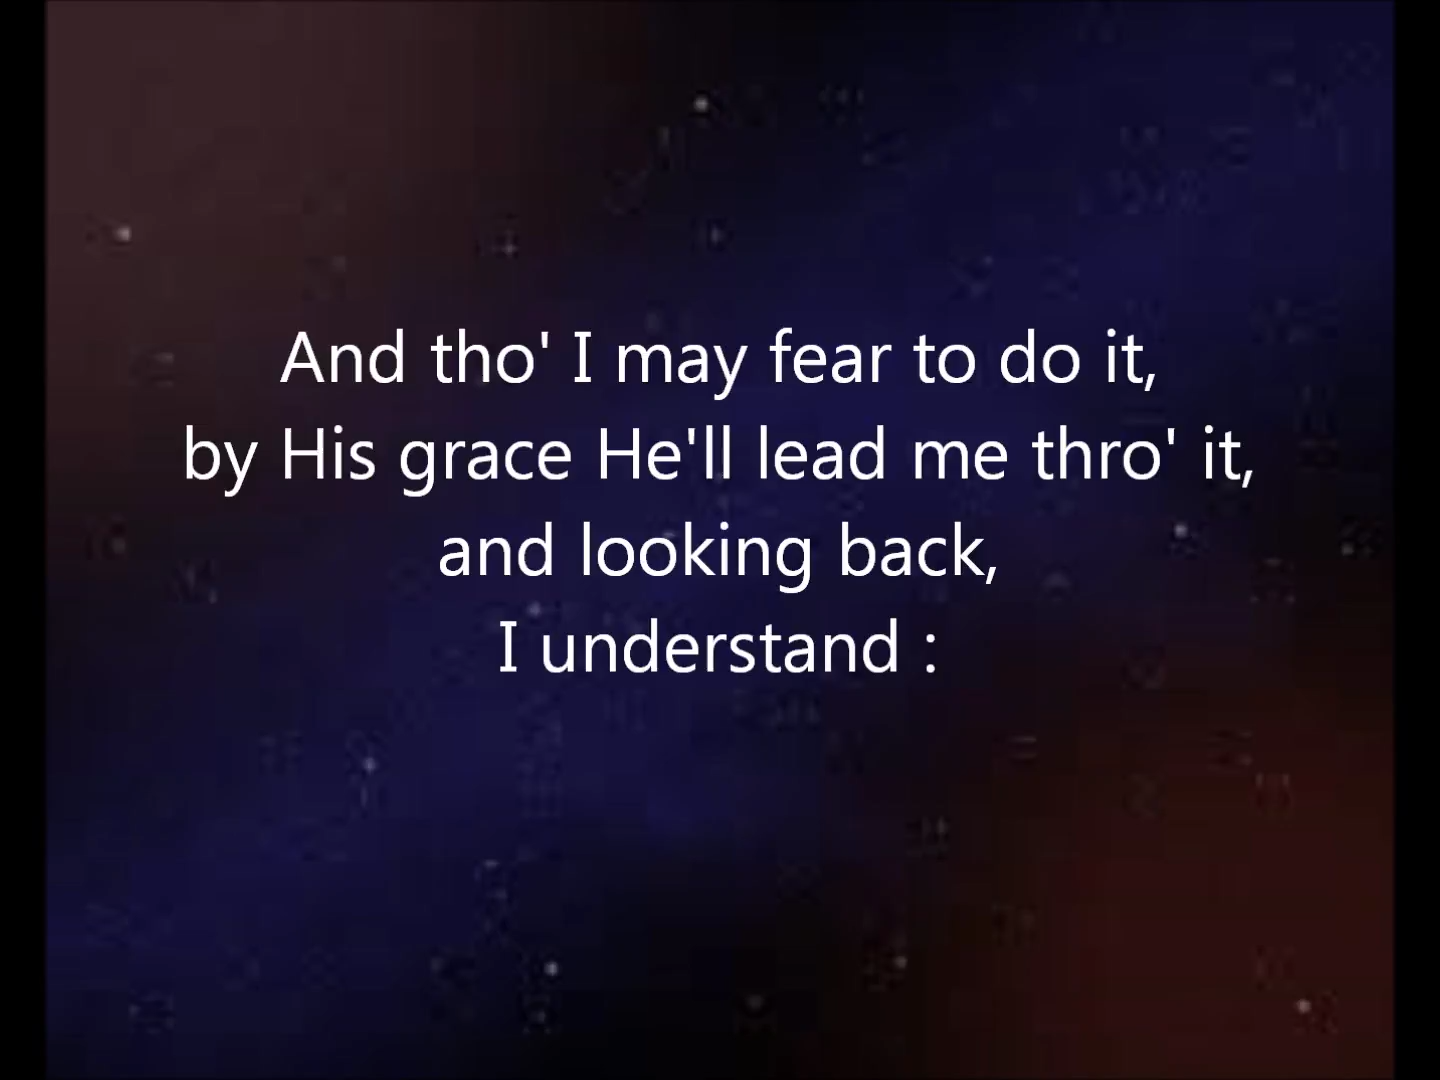 And tho' I may fear to do it,
by His grace He'll lead me thro' it,
and looking back,
I understand :